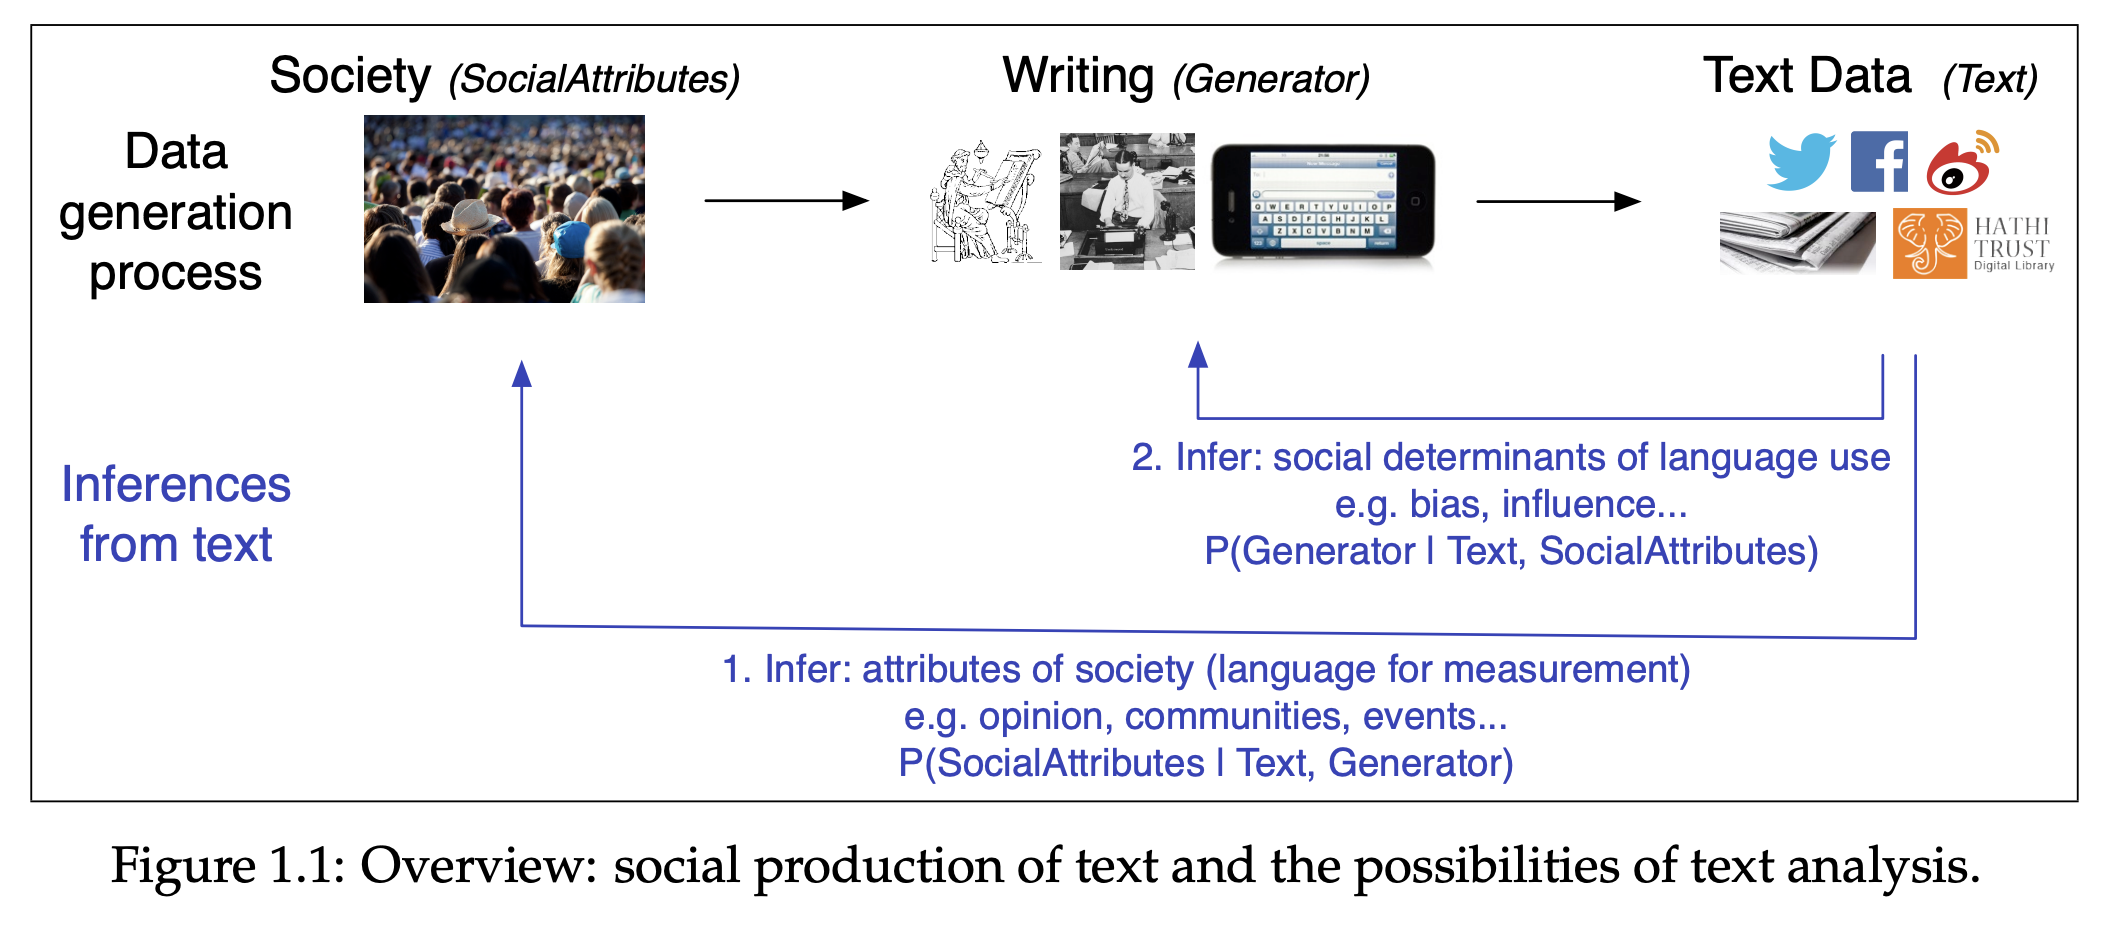 Society (SocialAttributes)
Writing (Generator)
Text Data (Text)
Data
generation
process
Q W E R T Y U I O P
A S D F G H J K L
Z X C V B N M
space
return
HATHI
TRUST
Digital Library
Inferences
from text
2. Infer: social determinants of language use
e.g. bias, influence...
P(Generator | Text, SocialAttributes)
1. Infer: attributes of society (language for measurement)
e.g. opinion, communities, events...
P(SocialAttributes | Text, Generator)
Figure 1.1: Overview: social production of text and the possibilities of text analysis.